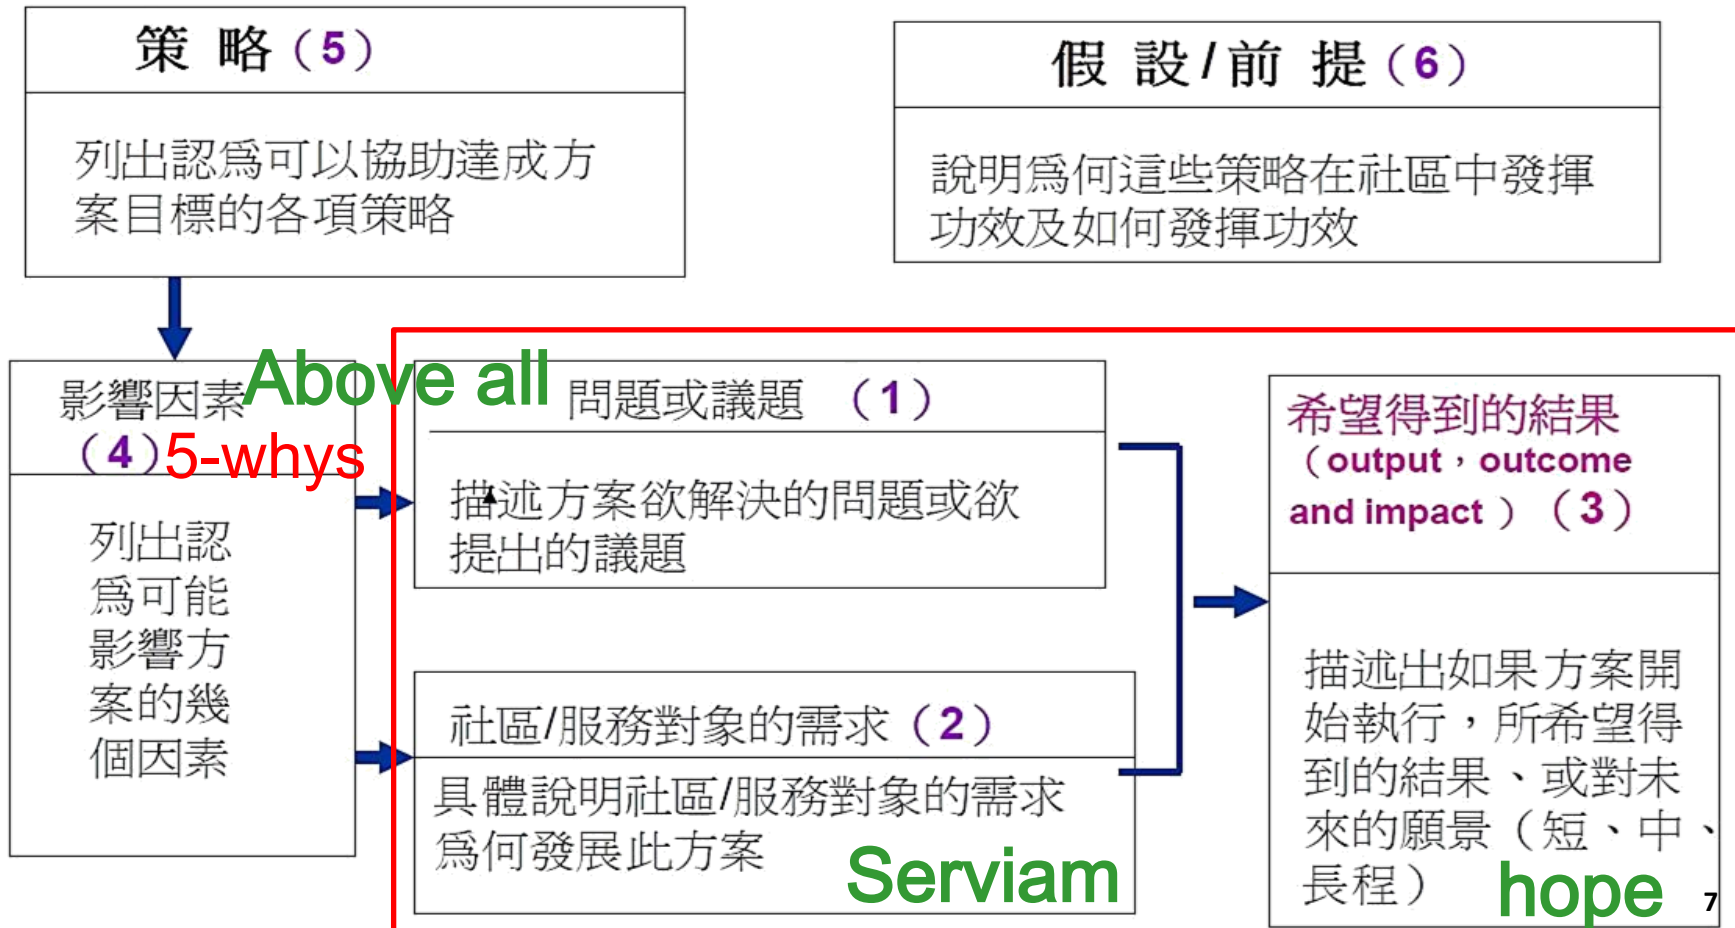 策 略（5）
列出認爲可以協助達成方
案目標的各項策略
假 設/前 提（6）
說明爲何這些策略在社區中發揮
功效及如何發揮功效
影響因素
（4）
5-whys
列出認
爲可能
影響方
案的幾
個因素
Above all
問題或議題 （1）
描述方案欲解決的問題或欲
提出的議題
社區/服務對象的需求（2）
具體說明社區/服務對象的需求
爲何發展此方案
Serviam
希望得到的結果
（output，outcome
and impact ）（3）
描述出如果方案開
始執行，所希望得
到的結果、或對未
來的願景（短、中、
長程）
hope
7